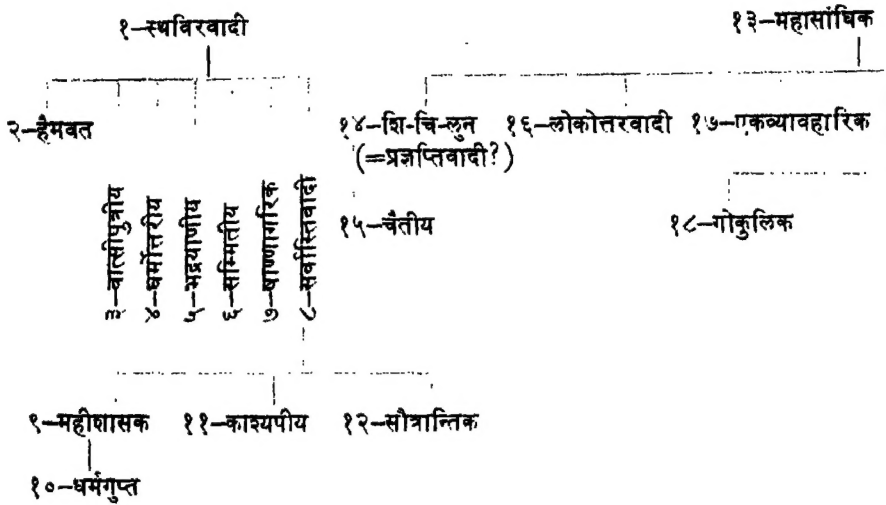 १–स्थविरवादी
१३–महासांघिक
२–हैमवत
३–वात्सीपुत्रीय
४–धर्मोत्तरीय
५–भद्रयाणीय
६–सम्मितीय
७–षाण्णागरिक
८–सर्वास्तिवादी
१४–शि-चि-लुन
(=प्रज्ञप्तिवादी?)
१६–लोकोत्तरवादी
१७–एकव्यावहारिक
१५–चैतीय
१८–गोकुलिक
९–महीशासक
११–काश्यपीय
१२–सौत्रान्तिक
१०–धर्मगुप्त